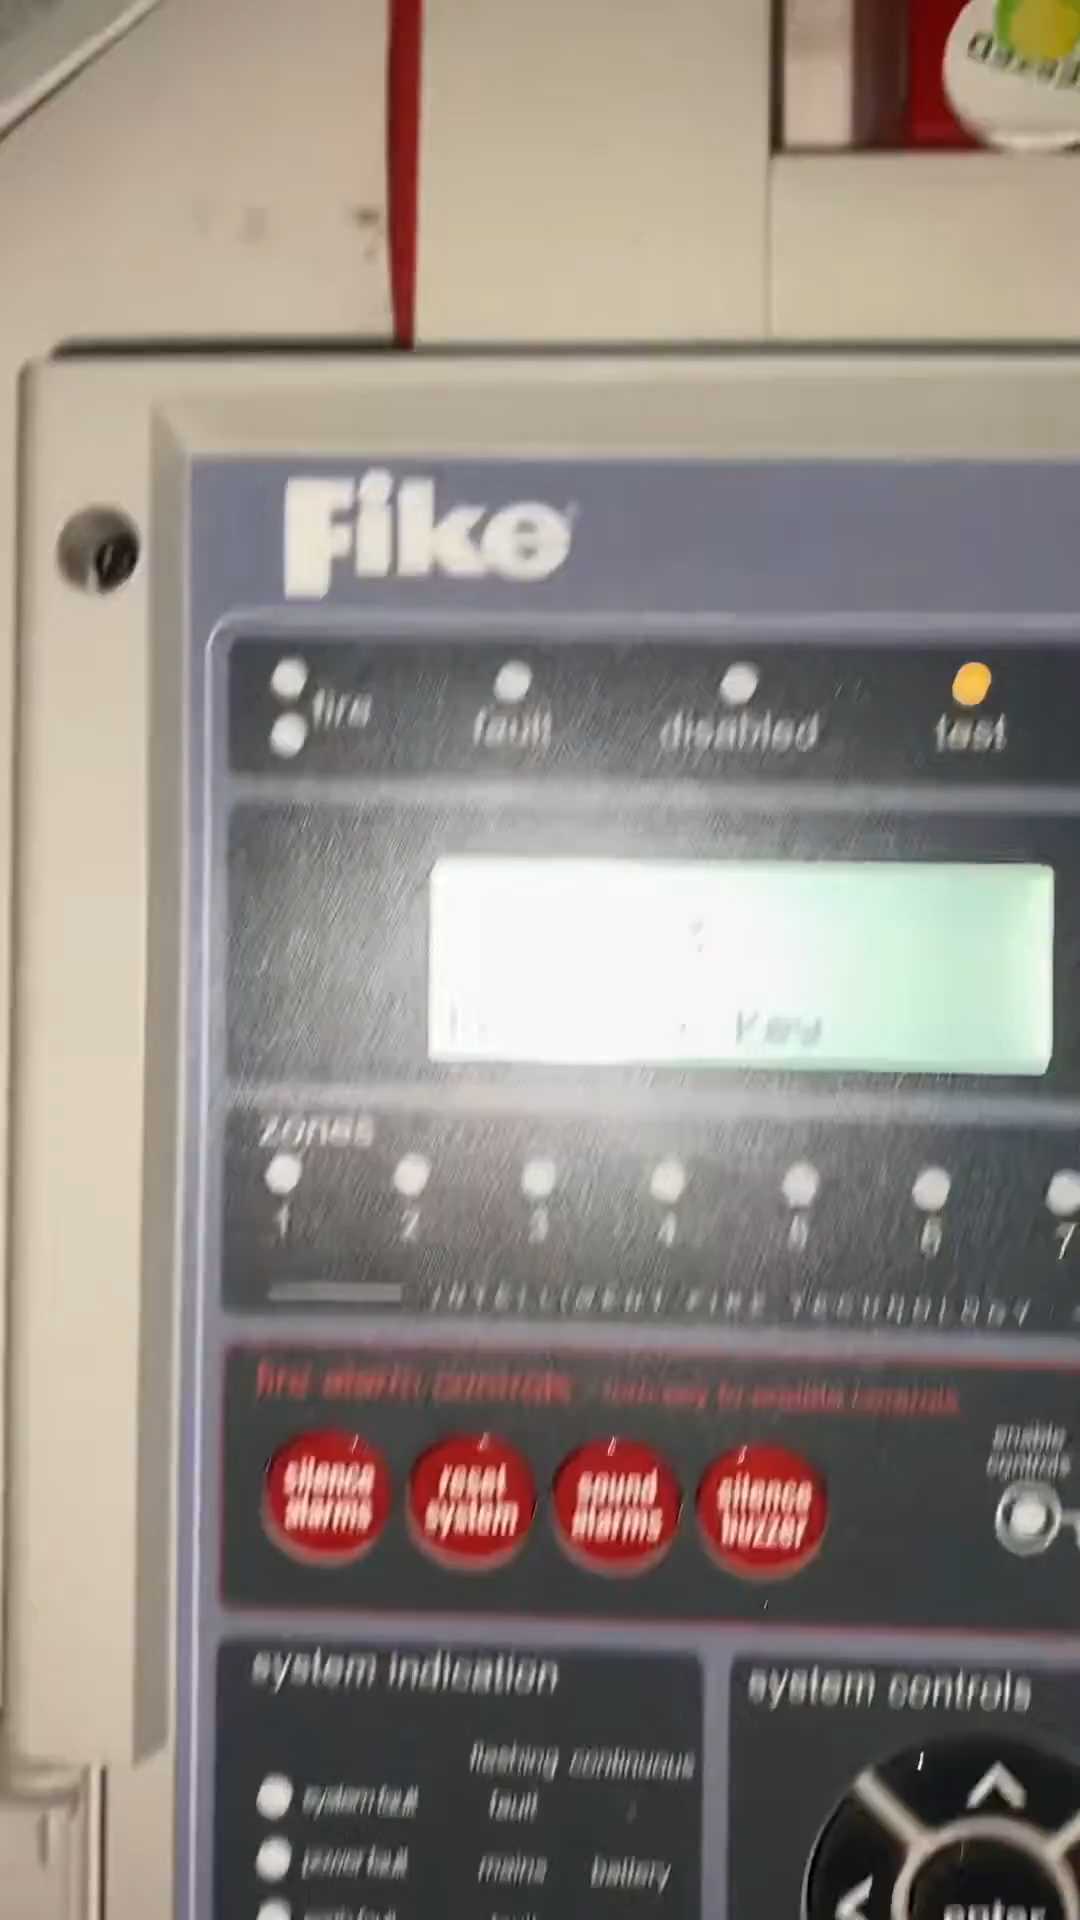 Fike
fire
fault
disabled
test
Key
zones
1 2 3 4 5 6 7
INTELLIGENT FIKE TECHNOLOGY
fire alarm controls - turn key to enable controls
silence alarms
reset system
sound alarms
silence buzzer
enable controls
system indication
system controls
flashing continuous
system fault fault
power fault mains battery
enter